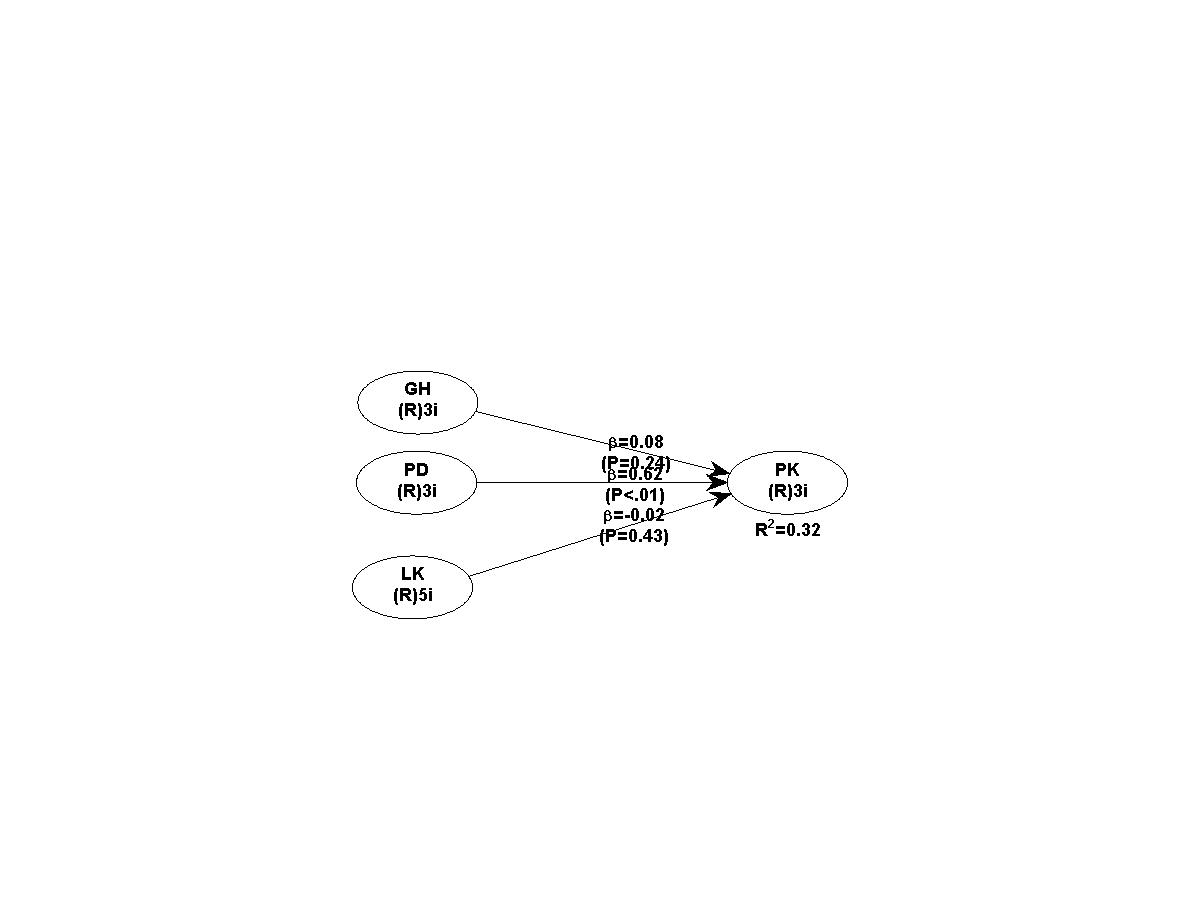 GH
(R)3i
β=0.08
(P=0.24)
PD
(R)3i
β=0.62
(P<.01)
PK
(R)3i
R²=0.32
β=-0.02
(P=0.43)
LK
(R)5i